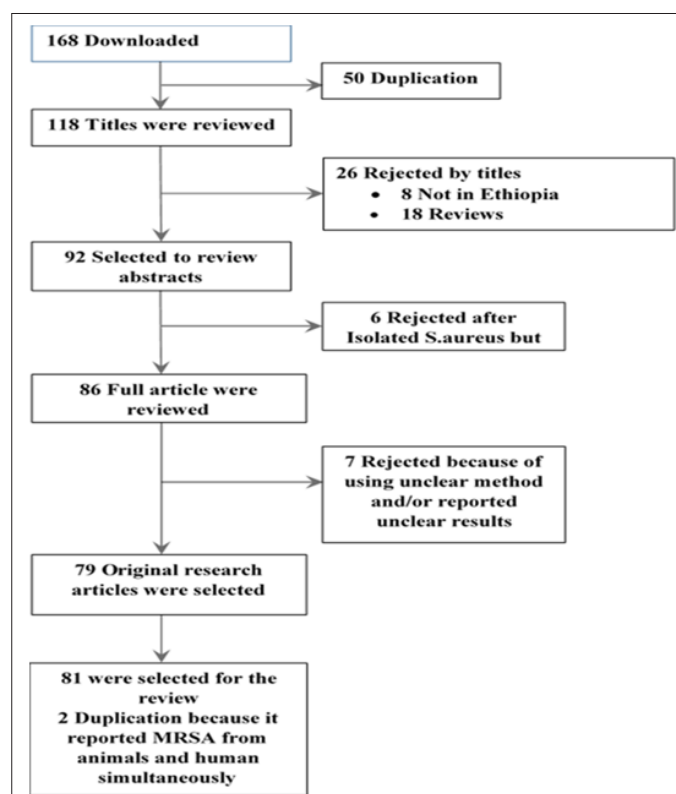 168 Downloaded
50 Duplication
118 Titles were reviewed
26 Rejected by titles
• 8 Not in Ethiopia
• 18 Reviews
92 Selected to review
abstracts
6 Rejected after
Isolated S.aureus but
86 Full article were
reviewed
7 Rejected because of
using unclear method
and/or reported
unclear results
79 Original research
articles were selected
81 were selected for the
review
2 Duplication because it
reported MRSA from
animals and human
simultaneously